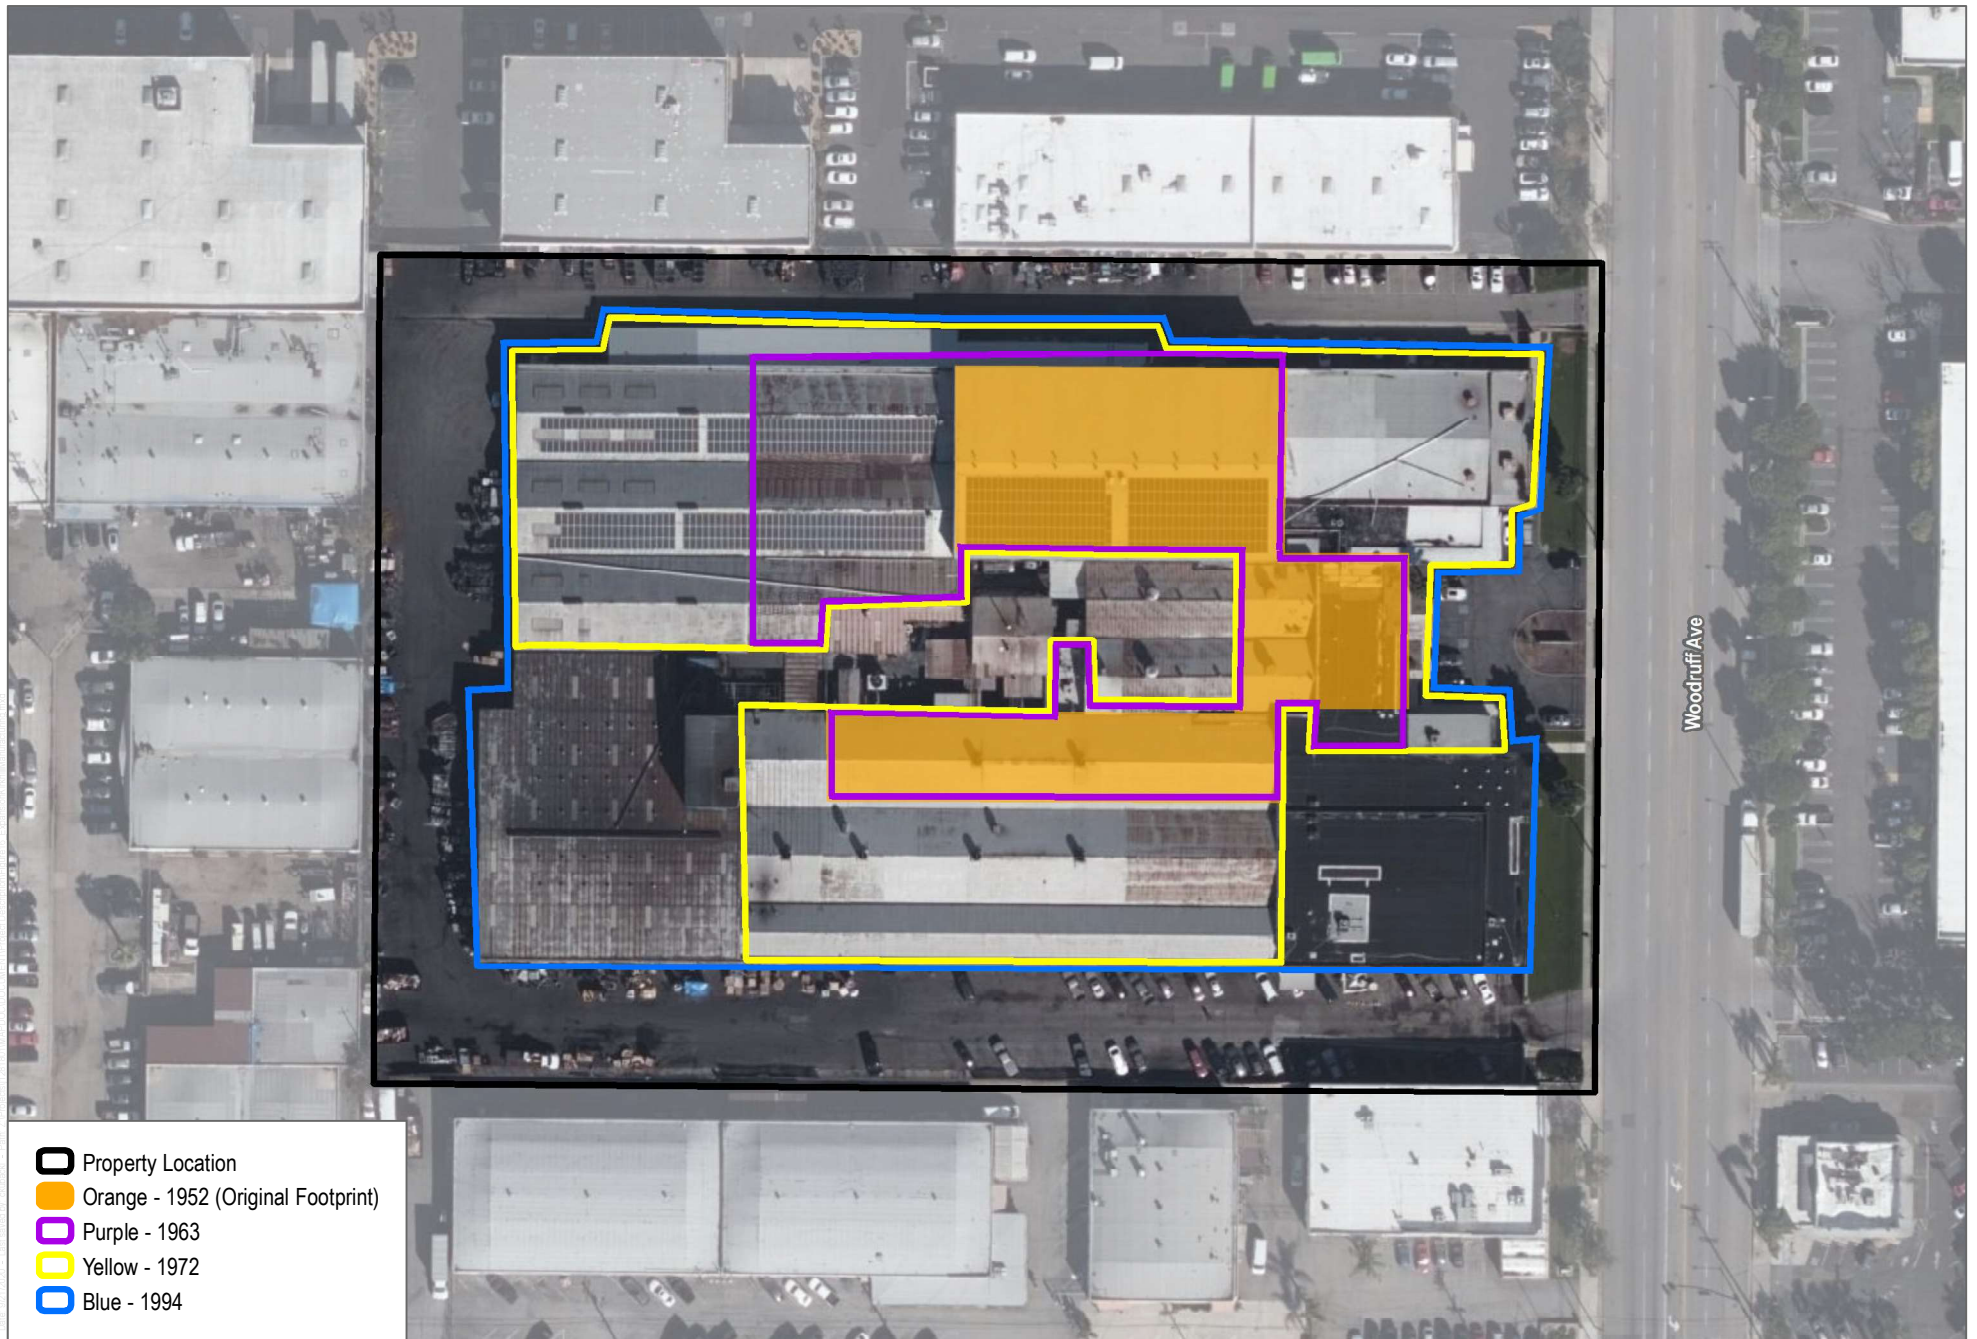 Woodruff Ave
Property Location
Orange - 1952 (Original Footprint)
Purple - 1963
Yellow - 1972
Blue - 1994